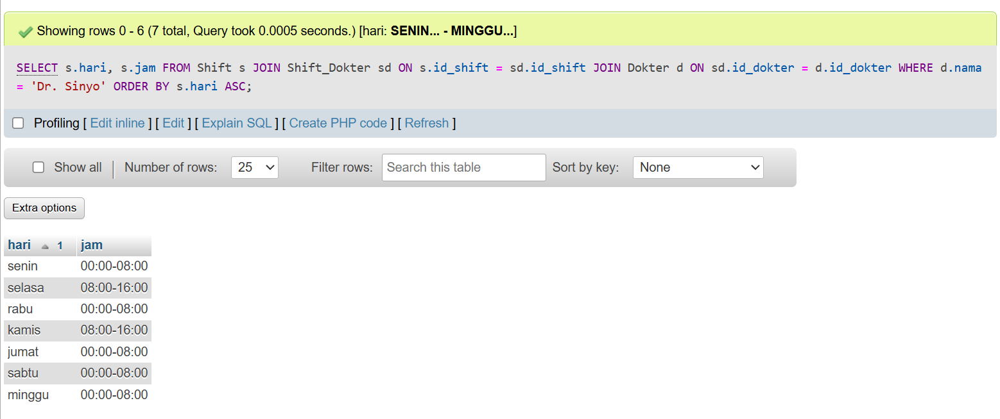 Showing rows 0 - 6 (7 total, Query took 0.0005 seconds.) [hari: SENIN... - MINGGU...]
SELECT s.hari, s.jam FROM Shift s JOIN Shift_Dokter sd ON s.id_shift = sd.id_shift JOIN Dokter d ON sd.id_dokter = d.id_dokter WHERE d.nama
= 'Dr. Sinyo' ORDER BY s.hari ASC;
Profiling [ Edit inline ] [ Edit ] [ Explain SQL ] [ Create PHP code ] [ Refresh ]
Show all Number of rows: 25 Filter rows: Search this table Sort by key: None
Extra options
hari 1 jam
senin 00:00-08:00
selasa 08:00-16:00
rabu 00:00-08:00
kamis 08:00-16:00
jumat 00:00-08:00
sabtu 00:00-08:00
minggu 00:00-08:00